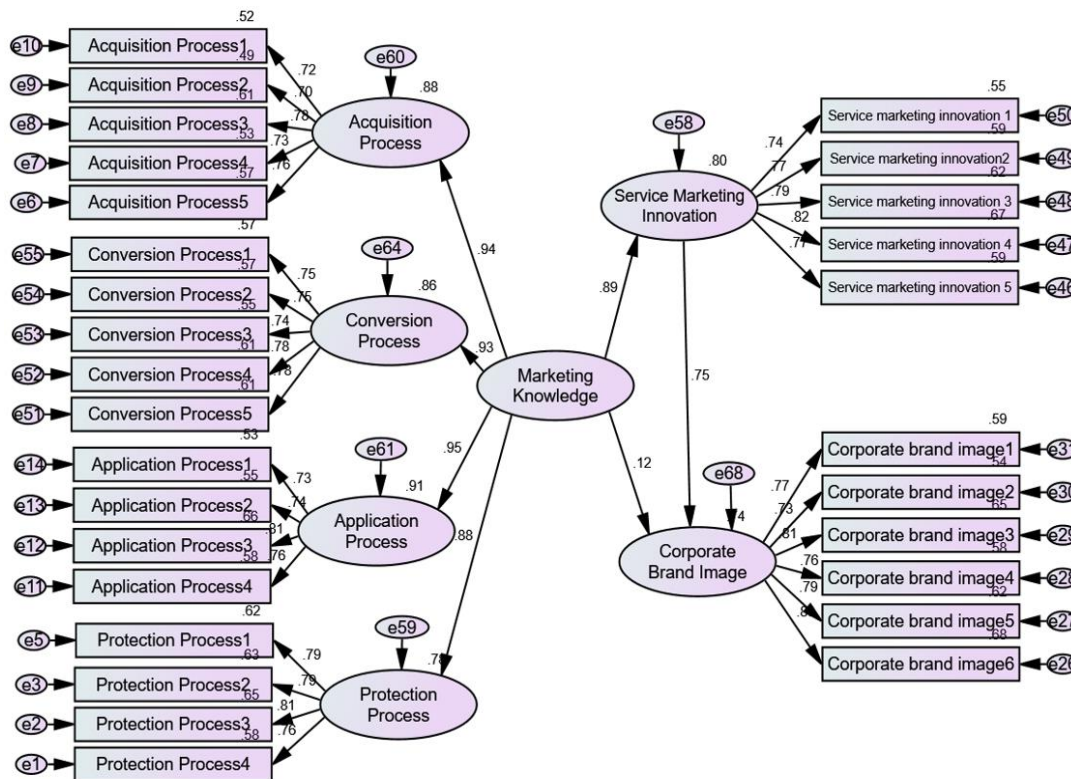 .52
e10
Acquisition Process1
.49
e9
Acquisition Process2
.61
e8
Acquisition Process3
.53
e7
Acquisition Process4
.57
e6
Acquisition Process5
.72
.70
.78
.73
.76
e60
.88
Acquisition
Process
.57
e55
Conversion Process1
.57
e54
Conversion Process2
.55
e53
Conversion Process3
.61
e52
Conversion Process4
.61
e51
Conversion Process5
.75
.75
.74
.78
.78
e64
.86
Conversion
Process
.53
e14
Application Process1
.55
e13
Application Process2
.66
e12
Application Process3
.58
e11
Application Process4
.73
.74
.81
.76
e61
.91
Application
Process
.62
e5
Protection Process1
.63
e3
Protection Process2
.65
e2
Protection Process3
.58
e1
Protection Process4
.79
.79
.81
.76
e59
.78
Protection
Process
.94
.93
.95
.88
Marketing
Knowledge
.89
.12
.75
e58
.80
Service Marketing
Innovation
.74
.77
.79
.82
.77
.55
Service marketing innovation 1
e50
.59
Service marketing innovation2
e49
.62
Service marketing innovation 3
e48
.67
Service marketing innovation 4
e47
.59
Service marketing innovation 5
e46
e68
Corporate
Brand Image
.77
.73
.81
.76
.79
.59
Corporate brand image1
e31
.54
Corporate brand image2
e30
.65
Corporate brand image3
e29
.58
Corporate brand image4
e28
.62
Corporate brand image5
e27
.68
Corporate brand image6
e26